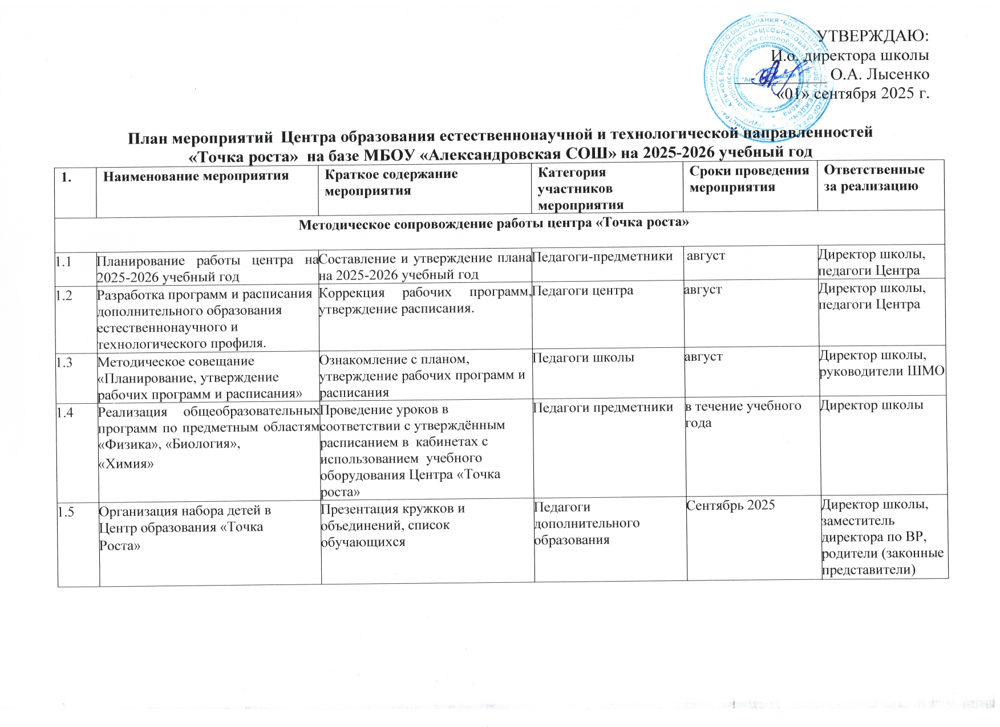 УТВЕРЖДАЮ:
И.о. директора школы
О.А. Лысенко
«01» сентября 2025 г.
План мероприятий Центра образования естественнонаучной и технологической направленностей
«Точка роста» на базе МБОУ «Александровская СОШ» на 2025-2026 учебный год
1.
Наименование мероприятия
Краткое содержание
мероприятия
Категория
участников
мероприятия
Сроки проведения
мероприятия
Ответственные
за реализацию
Методическое сопровождение работы центра «Точка роста»
1.1
Планирование работы центра на
2025-2026 учебный год
Составление и утверждение плана
на 2025-2026 учебный год
Педагоги-предметники
август
Директор школы,
педагоги Центра
1.2
Разработка программ и расписания
дополнительного образования
естественнонаучного и
технологического профиля.
Коррекция рабочих программ,
утверждение расписания.
Педагоги центра
август
Директор школы,
педагоги Центра
1.3
Методическое совещание
«Планирование, утверждение
рабочих программ и расписания»
Ознакомление с планом,
утверждение рабочих программ и
расписания
Педагоги школы
август
Директор школы,
руководители ШМО
1.4
Реализация общеобразовательных
программ по предметным областям
«Физика», «Биология»,
«Химия»
Проведение уроков в
соответствии с утверждённым
расписанием в кабинетах с
использованием учебного
оборудования Центра «Точка
роста»
Педагоги предметники
в течение учебного
года
Директор школы
1.5
Организация набора детей в
Центр образования «Точка
Роста»
Презентация кружков и
объединений, список
обучающихся
Педагоги
дополнительного
образования
Сентябрь 2025
Директор школы,
заместитель
директора по ВР,
родители (законные
представители)